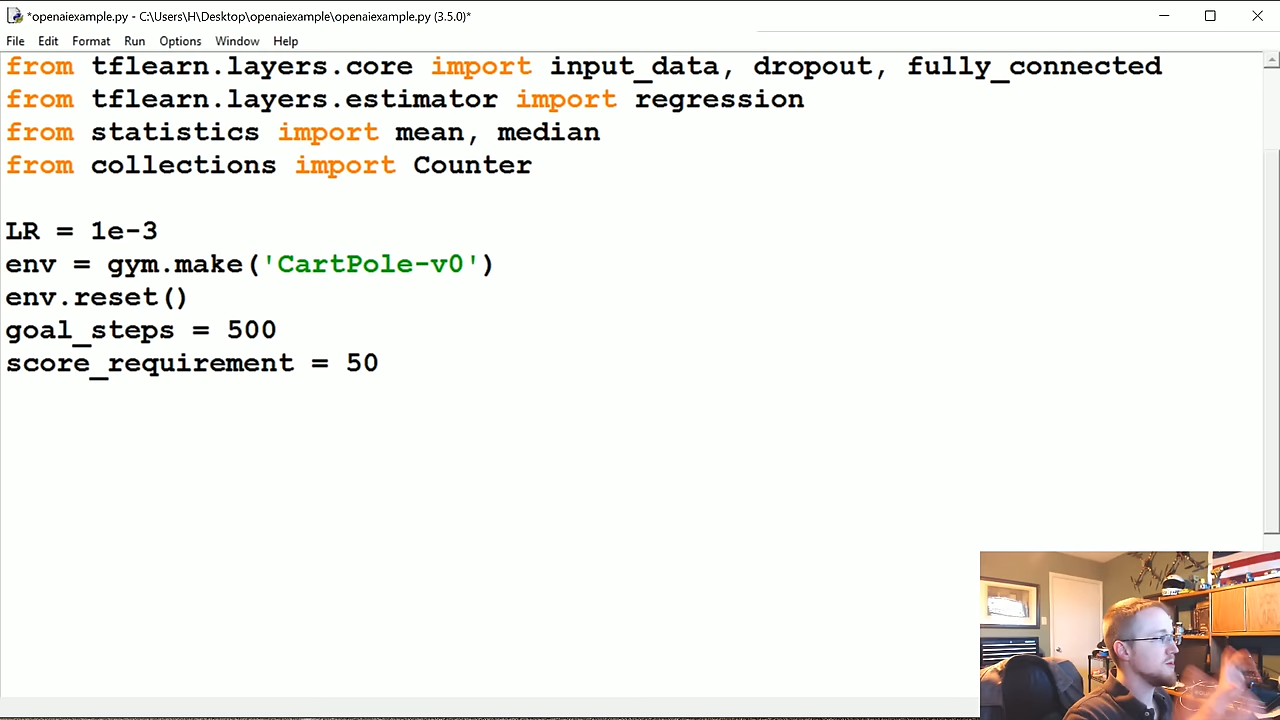 *openaiexample.py - C:\Users\H\Desktop\openaiexample\openaiexample.py (3.5.0)*
File Edit Format Run Options Window Help
from tflearn.layers.core import input_data, dropout, fully_connected
from tflearn.layers.estimator import regression
from statistics import mean, median
from collections import Counter
LR = 1e-3
env = gym.make('CartPole-v0')
env.reset()
goal_steps = 500
score_requirement = 50